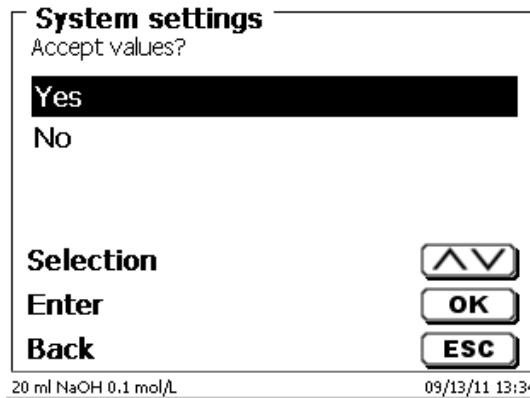 System settings
Accept values?
Yes
No
Selection
Enter OK
Back ESC
20 ml NaOH 0.1 mol/L 09/13/11 13:34